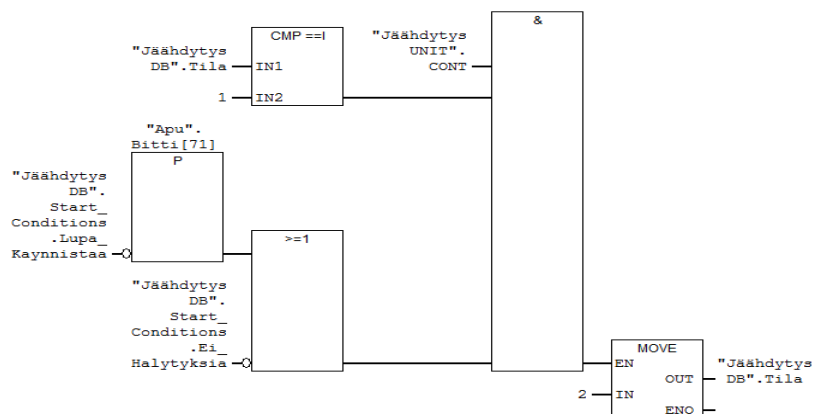 CMP ==I
"Jäähdytys
DB".Tila
IN1
1
IN2
"Jäähdytys
UNIT".
CONT
&
"Apu".
Bitti[71]
P
"Jäähdytys
DB".
Start_
Conditions
.Lupa_
Kaynnistaa
>=1
"Jäähdytys
DB".
Start_
Conditions
.Ei_
Halytyksia
MOVE
EN
OUT
"Jäähdytys
DB".Tila
2
IN
ENO